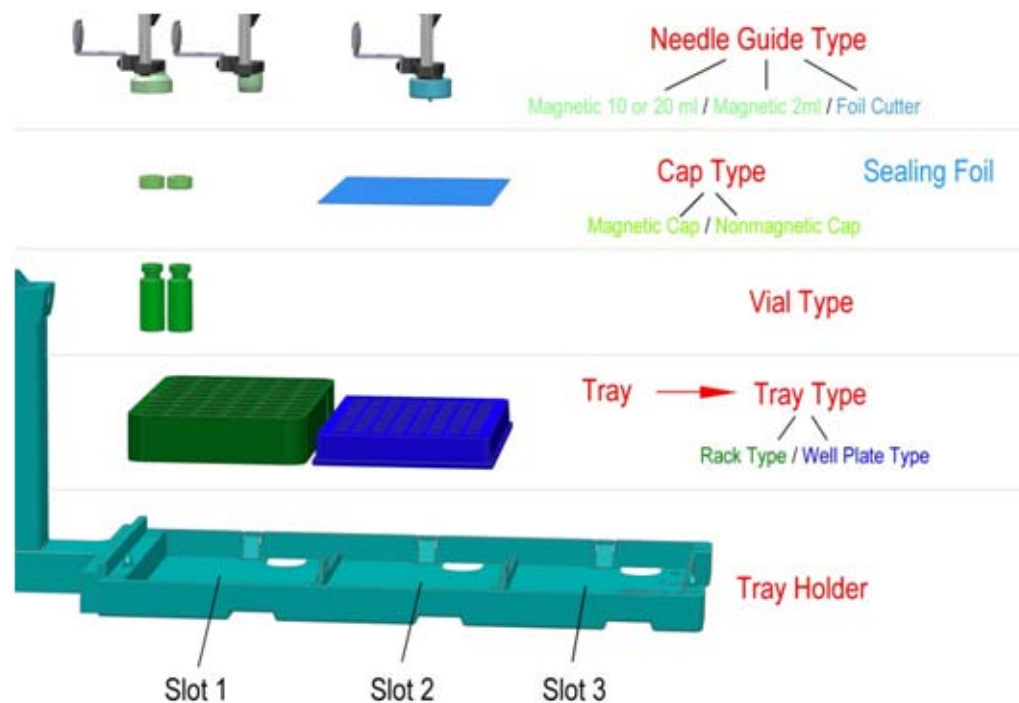 Needle Guide Type
Magnetic 10 or 20 ml / Magnetic 2ml / Foil Cutter
Cap Type
Sealing Foil
Magnetic Cap / Nonmagnetic Cap
Vial Type
Tray
Tray Type
Rack Type / Well Plate Type
Tray Holder
Slot 1
Slot 2
Slot 3